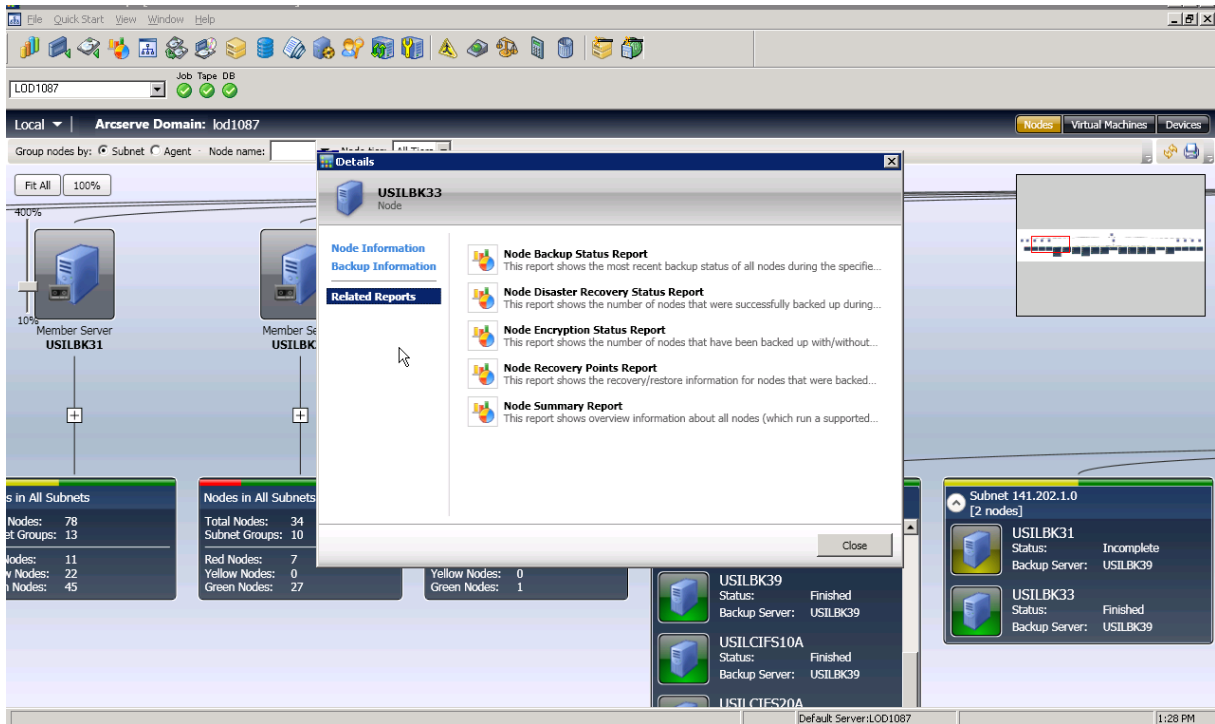 File Quick Start View Window Help
Job Tape DB
LOD1087
Local Arcserve Domain: lod1087
Nodes Virtual Machines Devices
Group nodes by: Subnet Agent Node name:
Details
USILBK33
Node
Fit All 100%
400%
10%
Node Information
Backup Information
Related Reports
Node Backup Status Report
This report shows the most recent backup status of all nodes during the specifie...
Node Disaster Recovery Status Report
This report shows the number of nodes that were successfully backed up during...
Node Encryption Status Report
This report shows the number of nodes that have been backed up with/without...
Node Recovery Points Report
This report shows the recovery/restore information for nodes that were backed...
Node Summary Report
This report shows overview information about all nodes (which run a supported...
Close
Member Server
USILBK31
Member Se
USILBK
s in All Subnets
Nodes: 78
et Groups: 13
Nodes: 11
w Nodes: 22
n Nodes: 45
Nodes in All Subnets
Total Nodes: 34
Subnet Groups: 10
Red Nodes: 7
Yellow Nodes: 0
Green Nodes: 27
Yellow Nodes: 0
Green Nodes: 1
USILBK39
Status: Finished
Backup Server: USILBK39
USILCIFS10A
Status: Finished
Backup Server: USILBK39
USILCIFS20A
Subnet 141.202.1.0
[2 nodes]
USILBK31
Status: Incomplete
Backup Server: USILBK39
USILBK33
Status: Finished
Backup Server: USILBK39
Default Server:LOD1087
1:28 PM